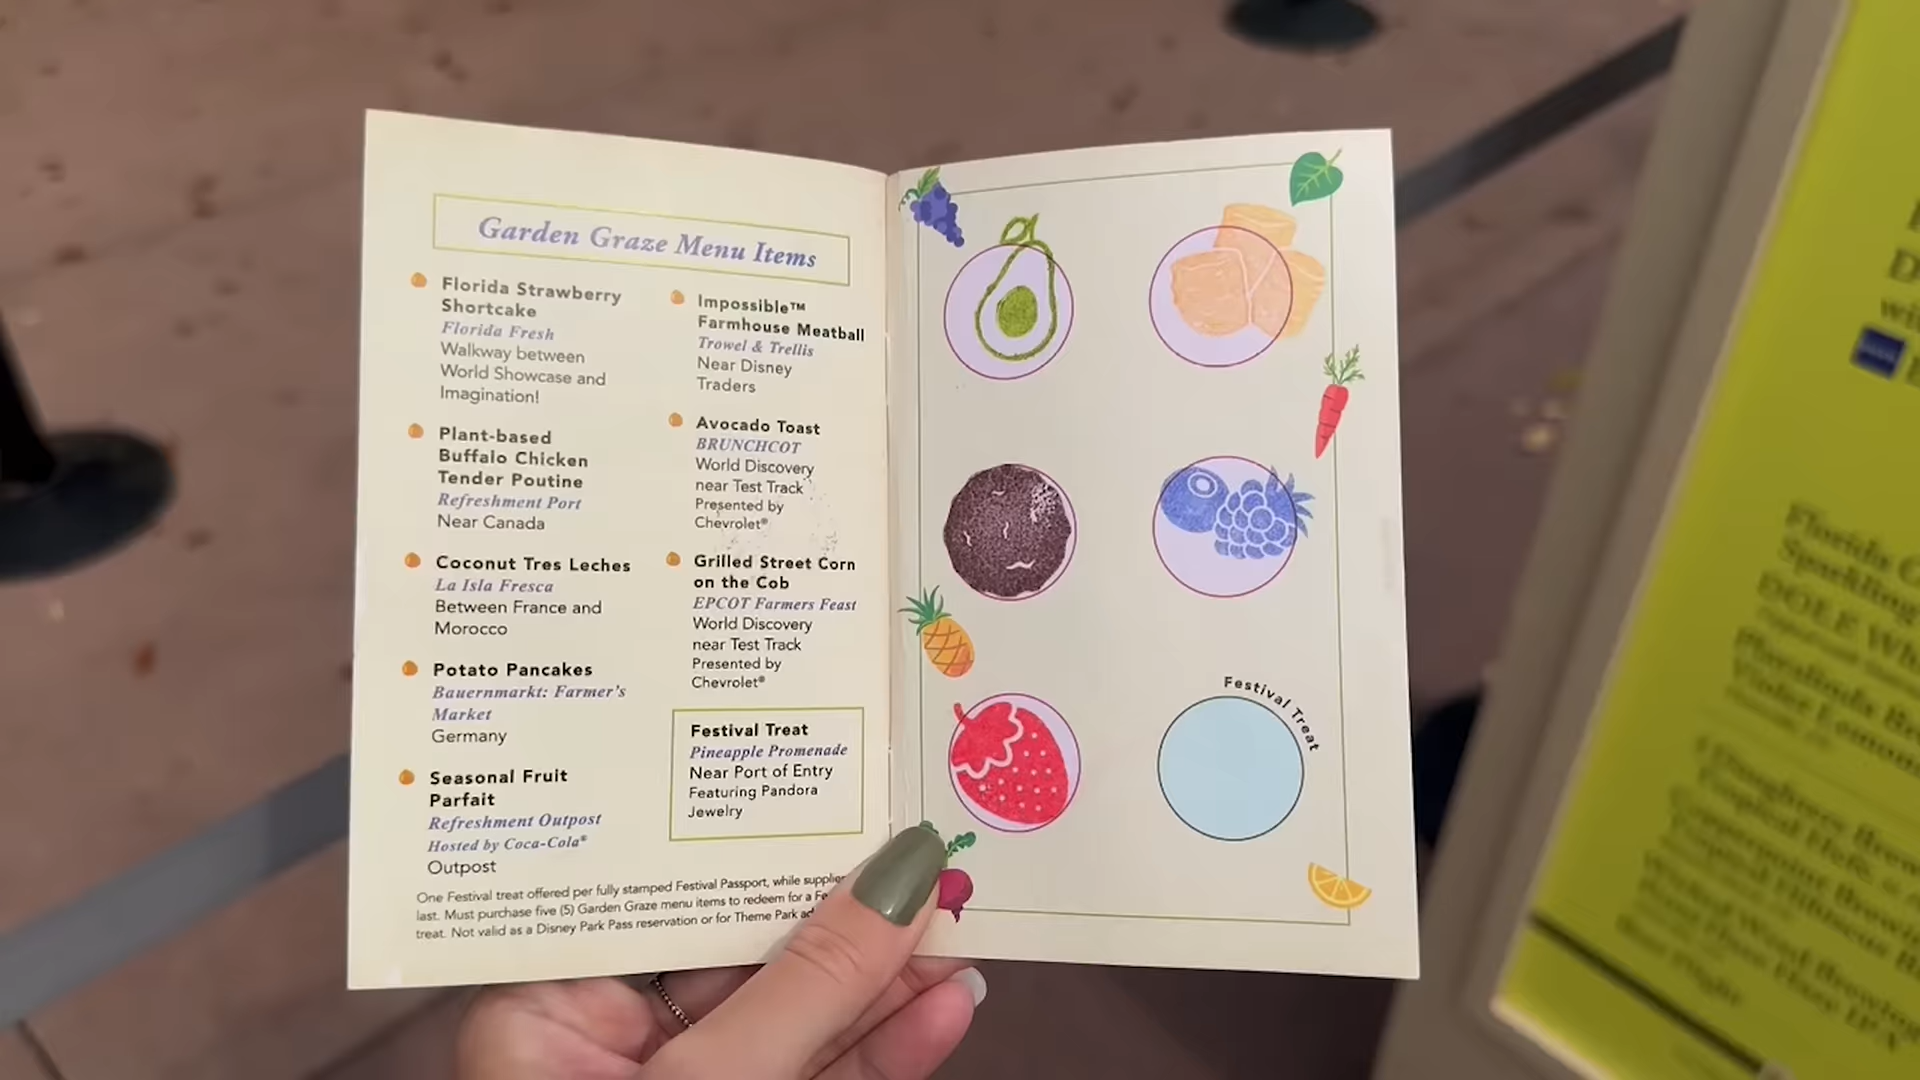 Garden Graze Menu Items
Florida Strawberry
Shortcake
Florida Fresh
Walkway between
World Showcase and
Imagination!
Plant-based
Buffalo Chicken
Tender Poutine
Refreshment Port
Near Canada
Coconut Tres Leches
La Isla Fresca
Between France and
Morocco
Potato Pancakes
Bauernmarkt: Farmer's
Market
Germany
Seasonal Fruit
Parfait
Refreshment Outpost
Hosted by Coca-Cola®
Outpost
Impossible™
Farmhouse Meatball
Trowel & Trellis
Near Disney
Traders
Avocado Toast
BRUNCHCOT
World Discovery
near Test Track
Presented by
Chevrolet®
Grilled Street Corn
on the Cob
EPCOT Farmers Feast
World Discovery
near Test Track
Presented by
Chevrolet®
Festival Treat
Pineapple Promenade
Near Port of Entry
Featuring Pandora
Jewelry
One Festival treat offered per fully stamped Festival Passport, while
last. Must purchase five (5) Garden Graze menu items to redeem for a
treat. Not valid as a Disney Park Pass reservation or for Theme Park
Festival Treat
Florida
Sparkling
DOLE